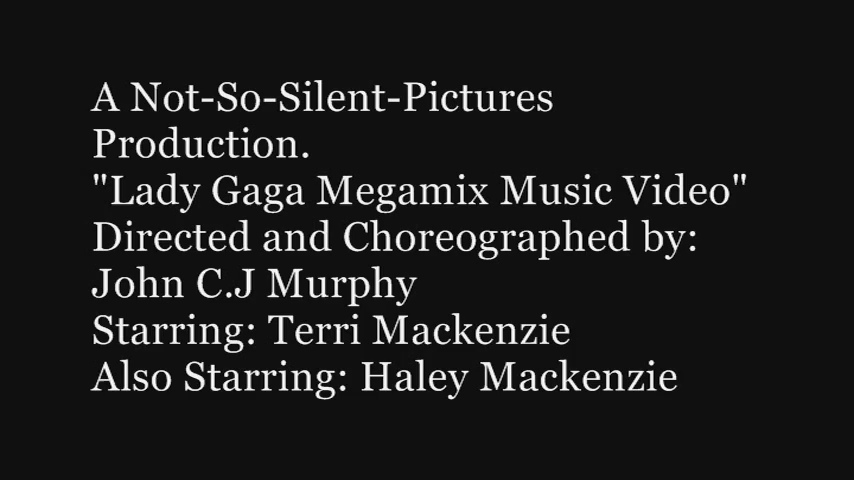 A Not-So-Silent-Pictures
Production.
"Lady Gaga Megamix Music Video"
Directed and Choreographed by:
John C.J Murphy
Starring: Terri Mackenzie
Also Starring: Haley Mackenzie